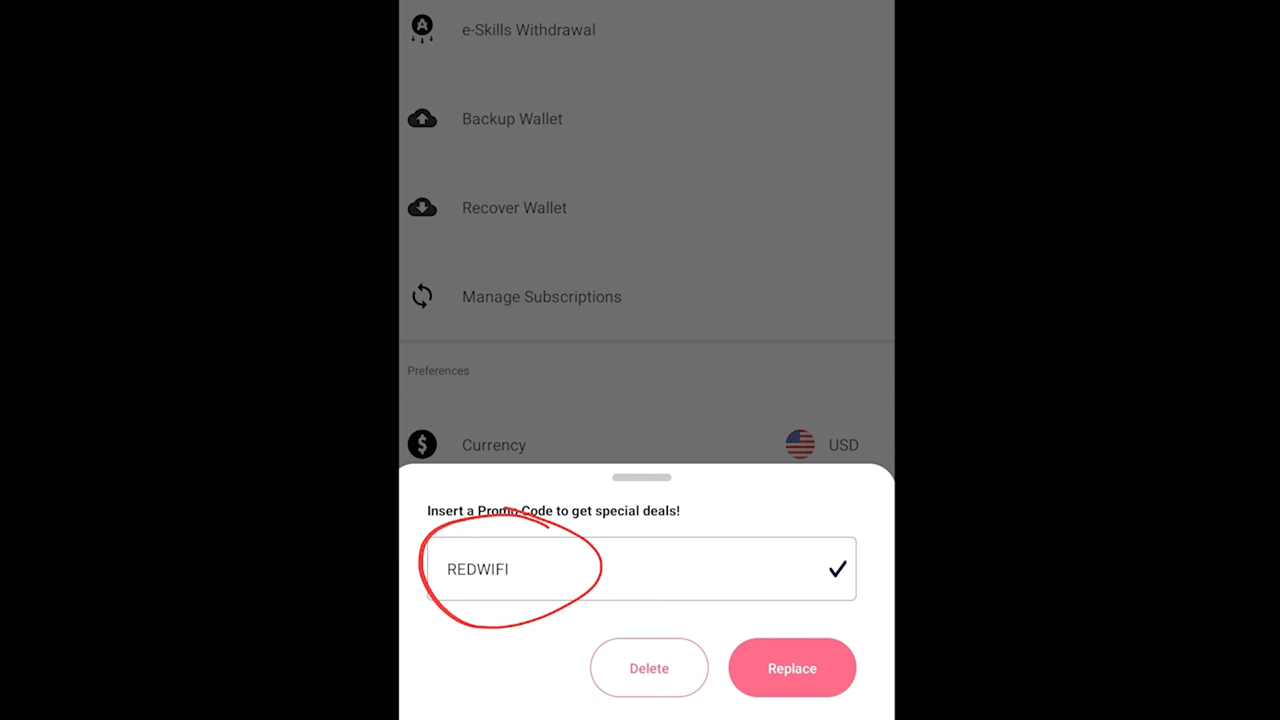 e-Skills Withdrawal
Backup Wallet
Recover Wallet
Manage Subscriptions
Preferences
Currency USD
Insert a Promo Code to get special deals!
REDWIFI
Delete Replace